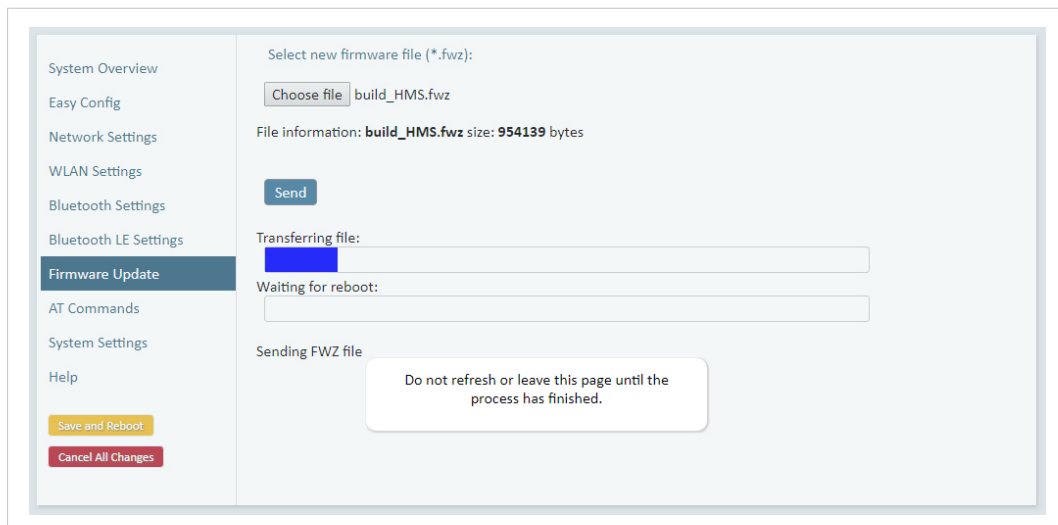 System Overview
Easy Config
Network Settings
WLAN Settings
Bluetooth Settings
Bluetooth LE Settings
Firmware Update
AT Commands
System Settings
Help
Save and Reboot
Cancel All Changes
Select new firmware file (*.fwz):
Choose file build_HMS.fwz
File information: build_HMS.fwz size: 954139 bytes
Send
Transferring file:
Waiting for reboot:
Sending FWZ file
Do not refresh or leave this page until the
process has finished.